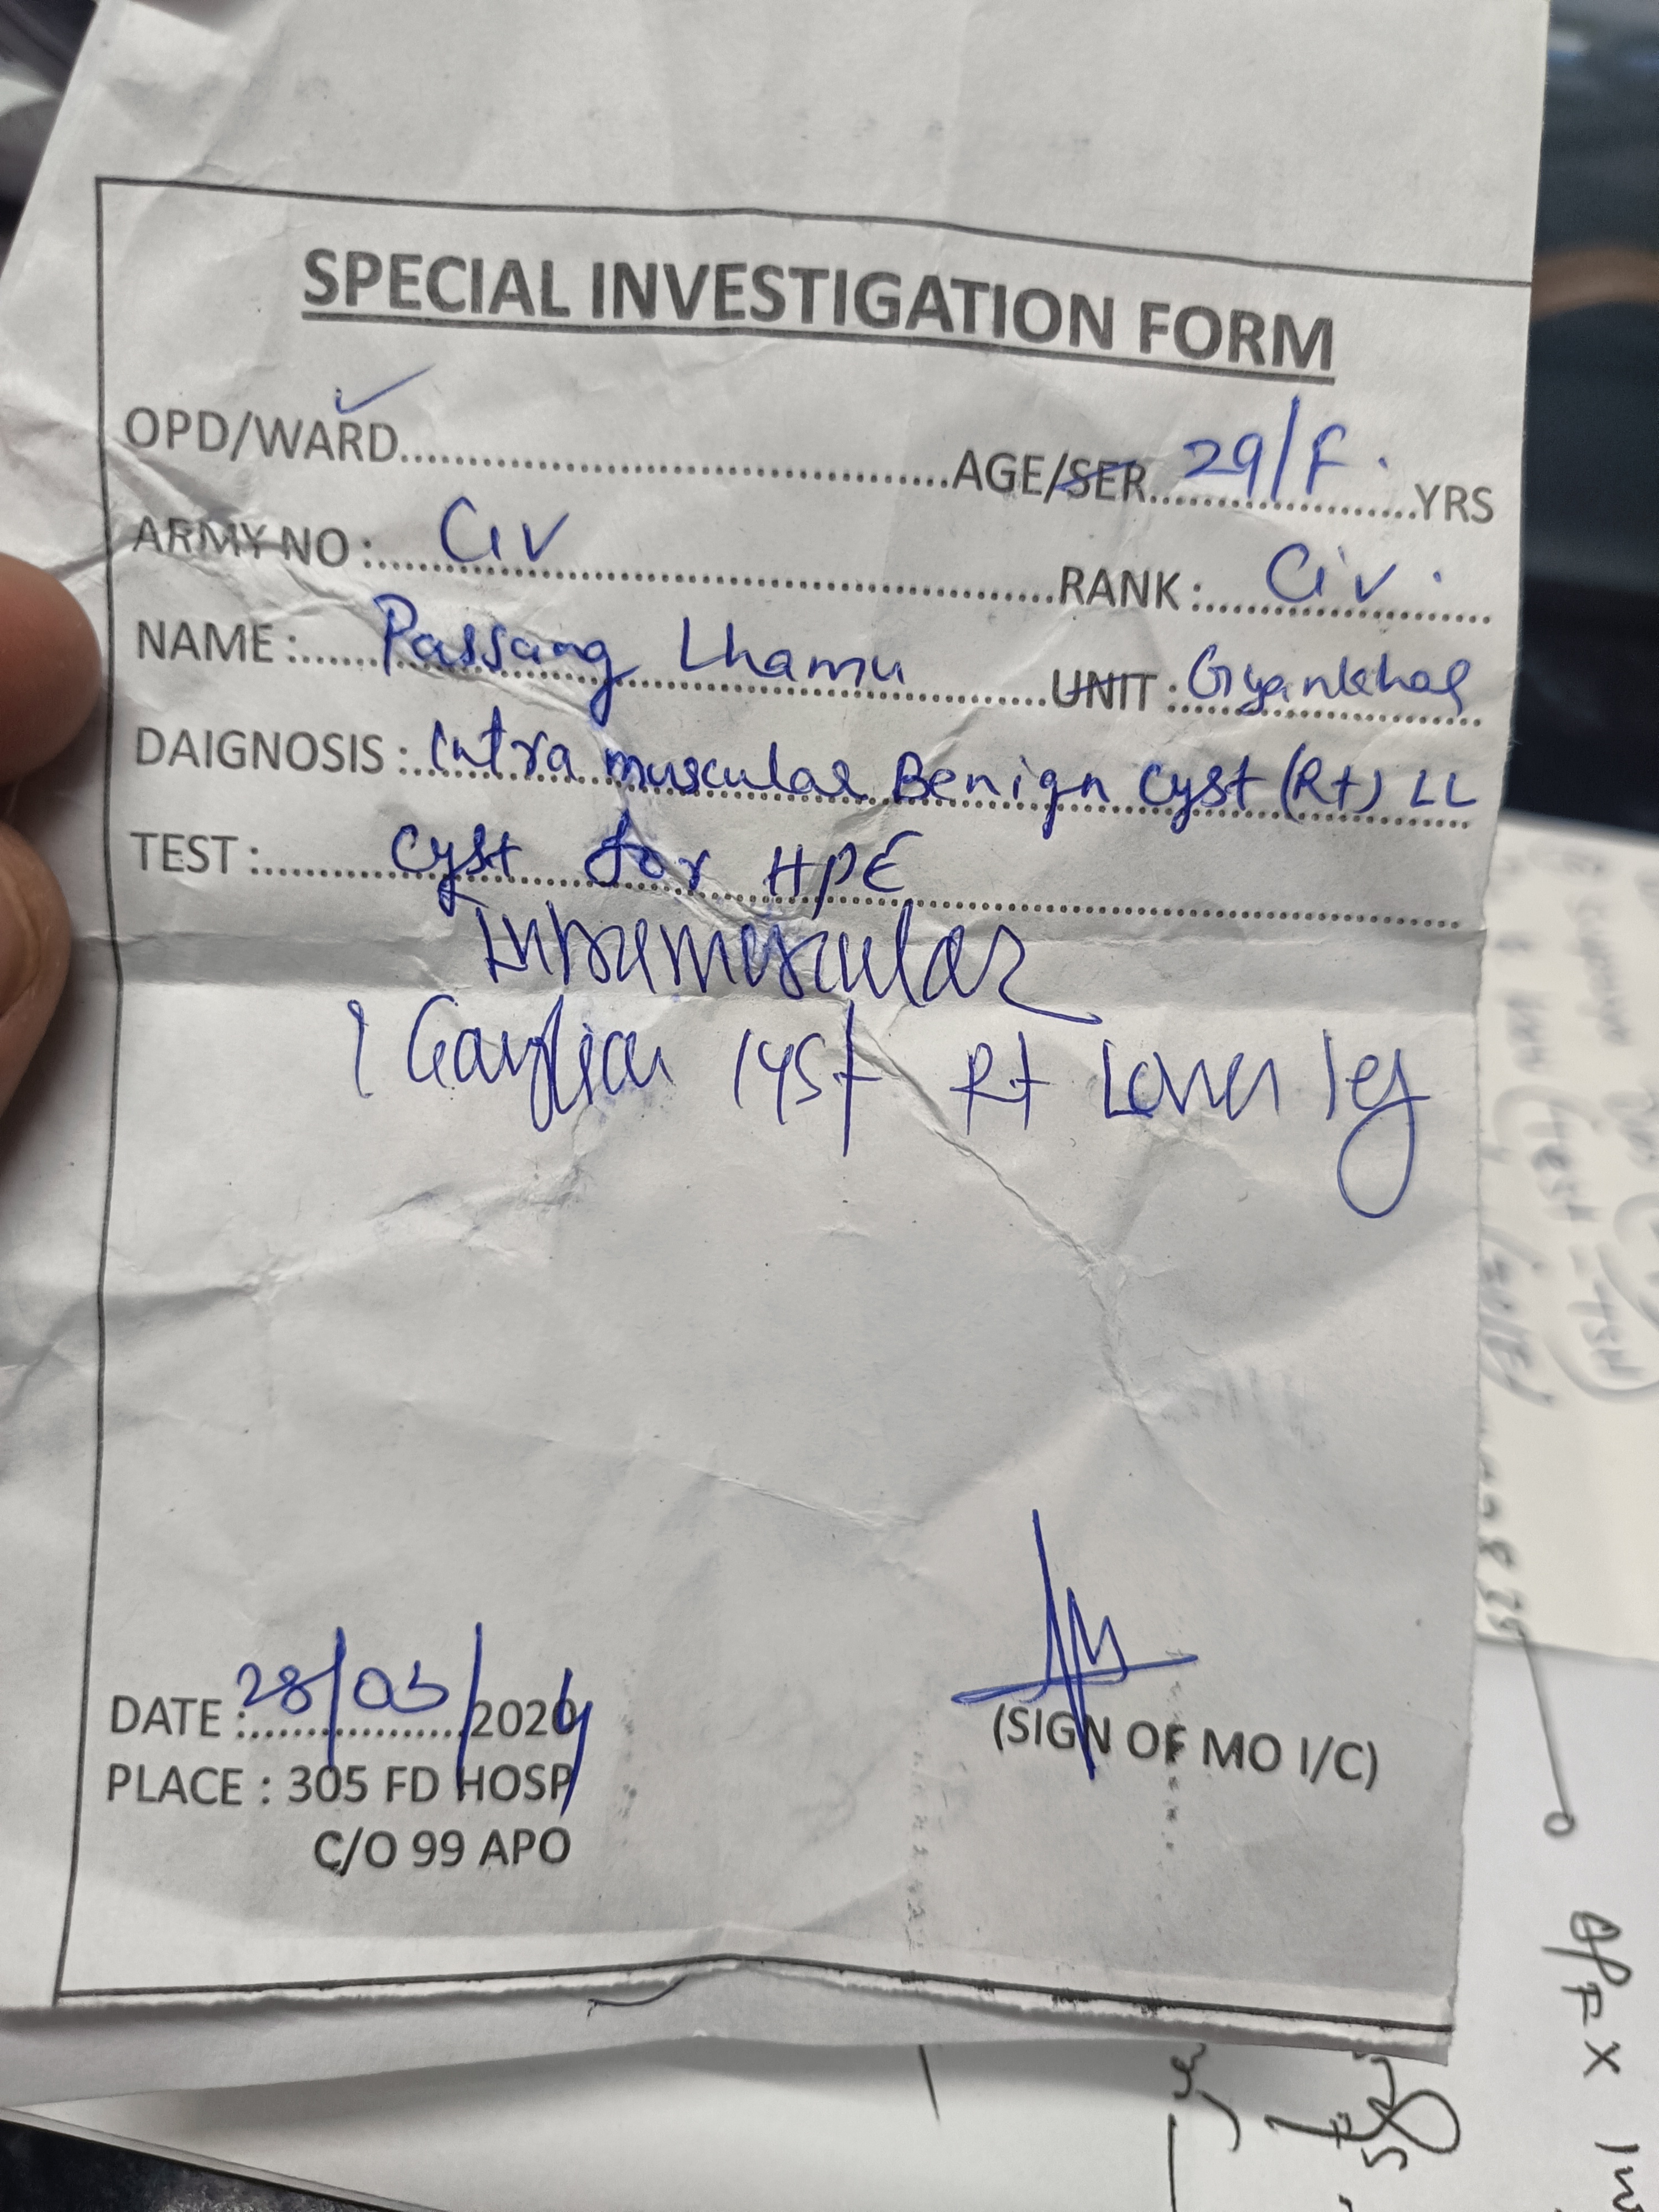 SPECIAL INVESTIGATION FORM
OPD/WARD..............................AGE/SER 29/F. YRS
ARMY NO : Civ RANK : Civ.
NAME : Passang Lhamu UNIT :
DAIGNOSIS : Intra muscular Benign Cyst (Rt) LL
TEST : Cyst for HPE
Intramuscular
Ganglion cyst Rt Lower leg
DATE : 28/03/2024
(SIGN OF MO I/C)
PLACE : 305 FD HOSP
C/O 99 APO